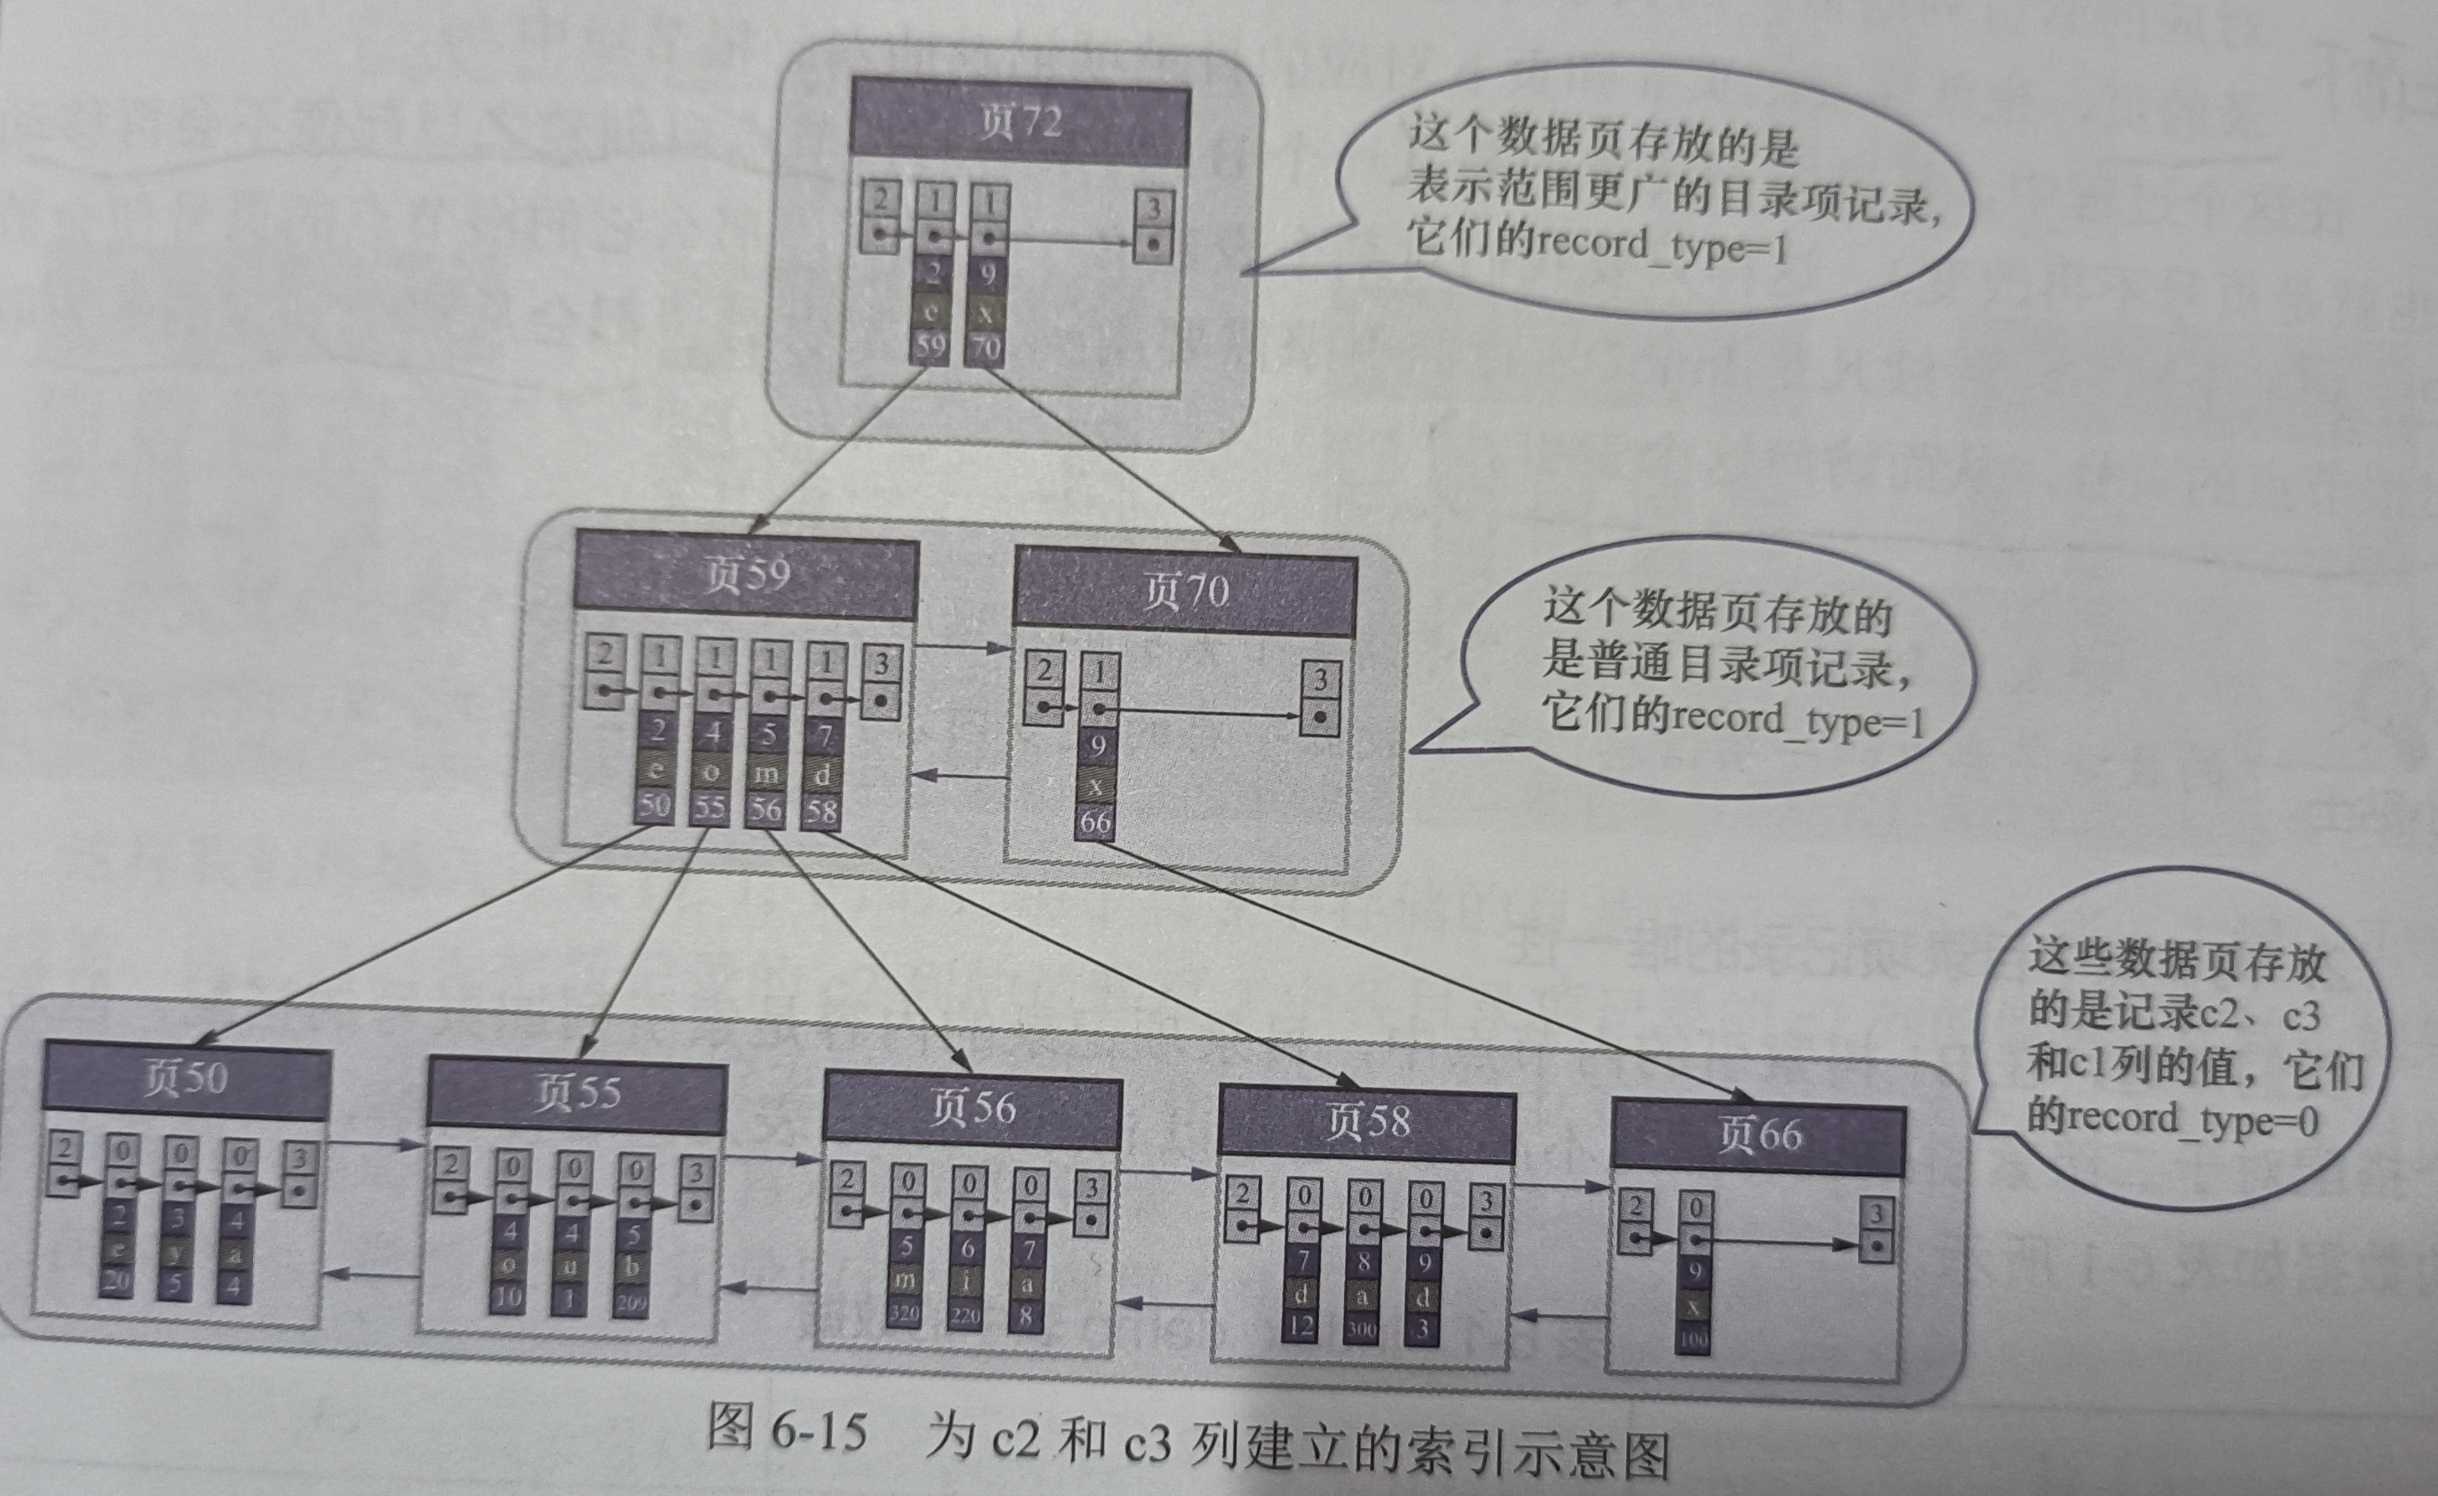 页72
这个数据页存放的是
表示范围更广的目录项记录，
它们的record_type=1
2 1 1 3
2 9
e x
59 70
页59
页70
这个数据页存放的
是普通目录项记录，
它们的record_type=1
2 1 1 1 1 3
2 4 5 7
e o m d
50 55 56 58
2 1 3
9
x
66
这些数据页存放
的是记录c2、c3
和c1列的值，它们
的record_type=0
页50
2 0 0 0 3
2 3 4
e y a
20 5 4
页55
2 0 0 0 3
4 4 5
o u b
10 1 209
页56
2 0 0 0 3
5 6 7
m i a
320 220 8
页58
2 0 0 0 3
7 8 9
d a d
12 300 3
页66
2 0 3
9
x
100
图 6-15 为 c2 和 c3 列建立的索引示意图